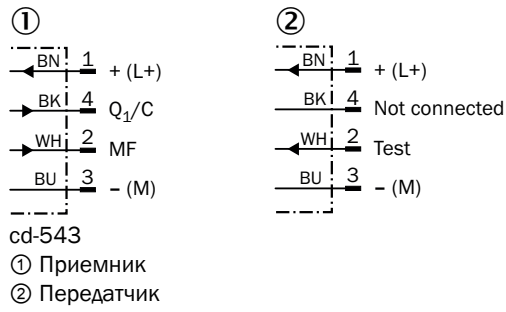 ①
BN 1 + (L+)
BK 4 Q₁/C
WH 2 MF
BU 3 − (M)
②
BN 1 + (L+)
BK 4 Not connected
WH 2 Test
BU 3 − (M)
cd-543
① Приемник
② Передатчик